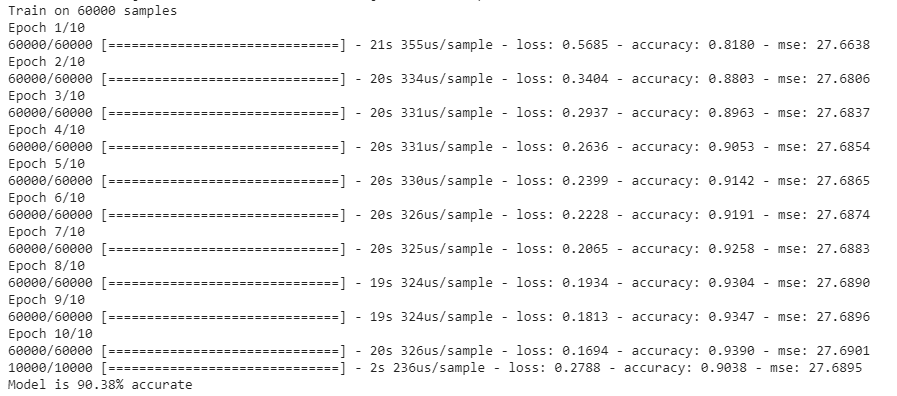 Train on 60000 samples
Epoch 1/10
60000/60000 [==============================] - 21s 355us/sample - loss: 0.5685 - accuracy: 0.8180 - mse: 27.6638
Epoch 2/10
60000/60000 [==============================] - 20s 334us/sample - loss: 0.3404 - accuracy: 0.8803 - mse: 27.6806
Epoch 3/10
60000/60000 [==============================] - 20s 331us/sample - loss: 0.2937 - accuracy: 0.8963 - mse: 27.6837
Epoch 4/10
60000/60000 [==============================] - 20s 331us/sample - loss: 0.2636 - accuracy: 0.9053 - mse: 27.6854
Epoch 5/10
60000/60000 [==============================] - 20s 330us/sample - loss: 0.2399 - accuracy: 0.9142 - mse: 27.6865
Epoch 6/10
60000/60000 [==============================] - 20s 326us/sample - loss: 0.2228 - accuracy: 0.9191 - mse: 27.6874
Epoch 7/10
60000/60000 [==============================] - 20s 325us/sample - loss: 0.2065 - accuracy: 0.9258 - mse: 27.6883
Epoch 8/10
60000/60000 [==============================] - 19s 324us/sample - loss: 0.1934 - accuracy: 0.9304 - mse: 27.6890
Epoch 9/10
60000/60000 [==============================] - 19s 324us/sample - loss: 0.1813 - accuracy: 0.9347 - mse: 27.6896
Epoch 10/10
60000/60000 [==============================] - 20s 326us/sample - loss: 0.1694 - accuracy: 0.9390 - mse: 27.6901
10000/10000 [==============================] - 2s 236us/sample - loss: 0.2788 - accuracy: 0.9038 - mse: 27.6895
Model is 90.38% accurate